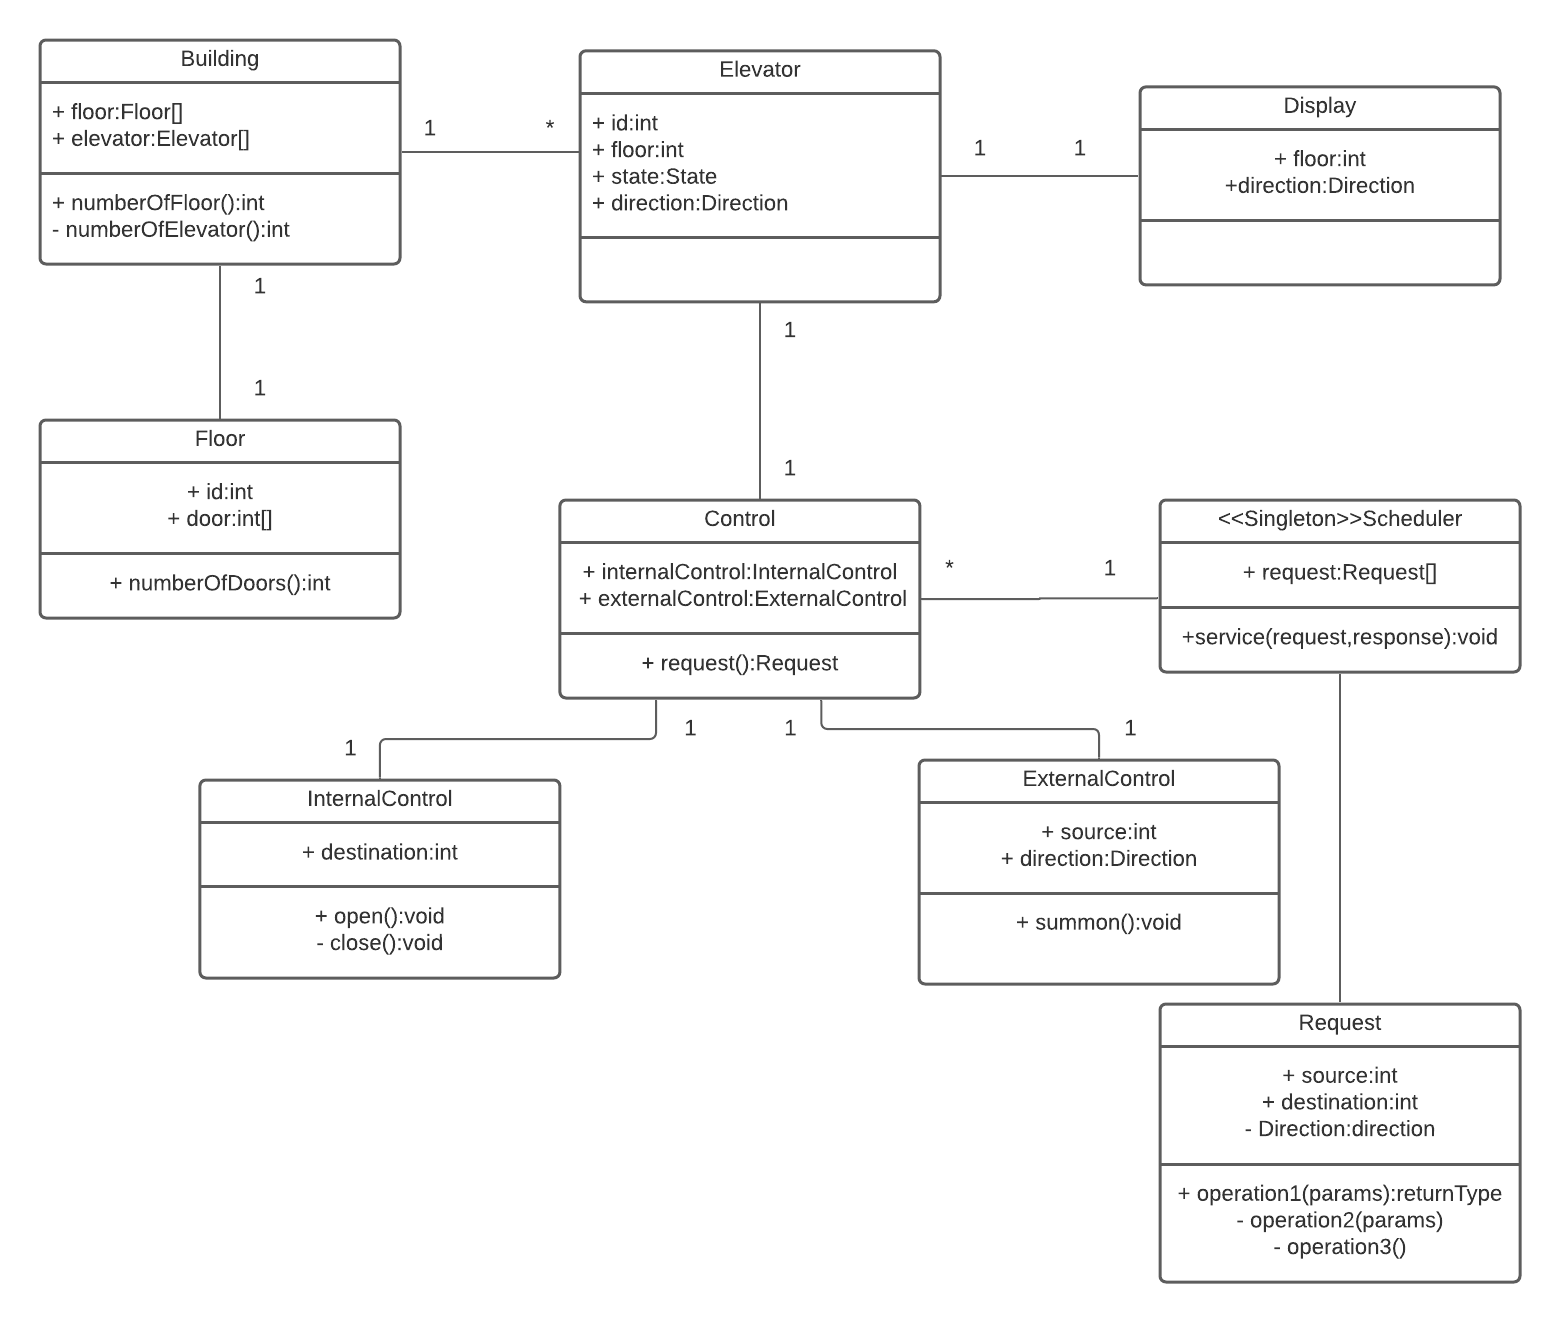 Building
+ floor:Floor[]
+ elevator:Elevator[]
+ numberOfFloor():int
- numberOfElevator():int
1
*
Elevator
+ id:int
+ floor:int
+ state:State
+ direction:Direction
1
1
Display
+ floor:int
+direction:Direction
1
1
Floor
+ id:int
+ door:int[]
+ numberOfDoors():int
1
1
Control
+ internalControl:InternalControl
+ externalControl:ExternalControl
+ request():Request
*
1
<<Singleton>>Scheduler
+ request:Request[]
+service(request,response):void
1
1
1
1
InternalControl
+ destination:int
+ open():void
- close():void
ExternalControl
+ source:int
+ direction:Direction
+ summon():void
Request
+ source:int
+ destination:int
- Direction:direction
+ operation1(params):returnType
- operation2(params)
- operation3()